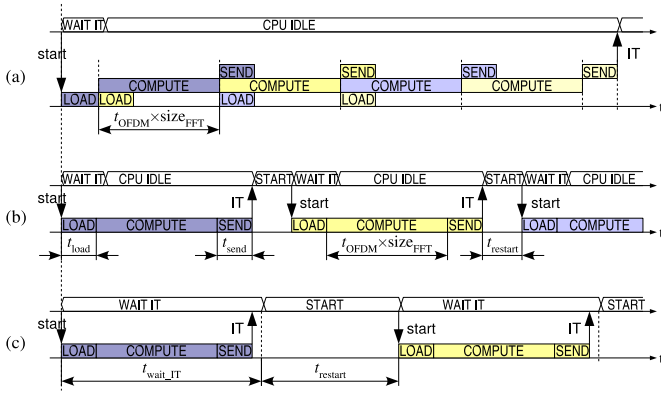 WAIT IT CPU IDLE
start IT
(a)
SEND SEND SEND SEND
COMPUTE COMPUTE COMPUTE COMPUTE
LOAD LOAD LOAD LOAD t
t_OFDM×size_FFT
WAIT IT CPU IDLE START WAIT IT CPU IDLE START WAIT IT CPU IDLE
start IT start IT start
(b)
LOAD COMPUTE SEND LOAD COMPUTE SEND LOAD COMPUTE t
t_load t_send t_OFDM×size_FFT t_restart
WAIT IT START WAIT IT START
start IT start IT
(c)
LOAD COMPUTE SEND LOAD COMPUTE SEND t
t_wait_IT t_restart